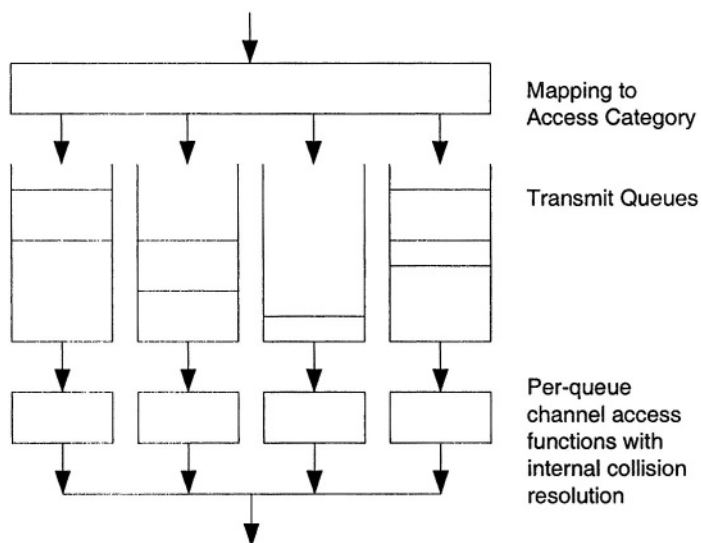 Mapping to
Access Category
Transmit Queues
Per-queue
channel access
functions with
internal collision
resolution